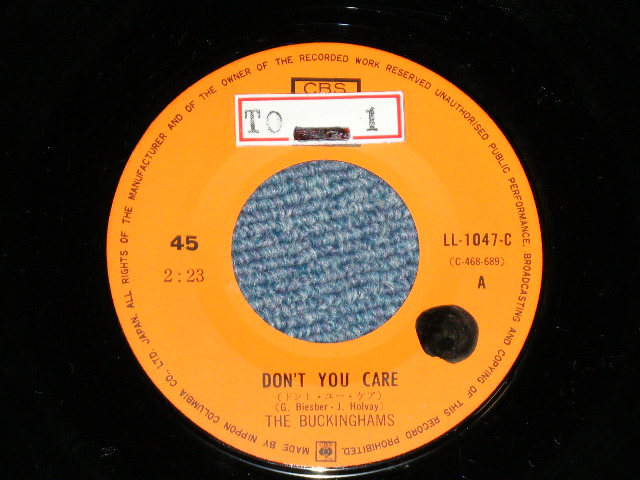 ALL RIGHTS OF THE MANUFACTURER AND OF THE OWNER OF THE RECORDED WORK RESERVED UNAUTHORISED PUBLIC PERFORMANCE, BROADCASTING AND COPYING OF THIS RECORD PROHIBITED.
CBS
TO 1
45
2:23
LL-1047-C
(C-468-689)
A
DON'T YOU CARE
(ドント・ユー・ケア)
(G. Biesber - J. Holvay)
THE BUCKINGHAMS
MADE BY NIPPON COLUMBIA CO., LTD. JAPAN.